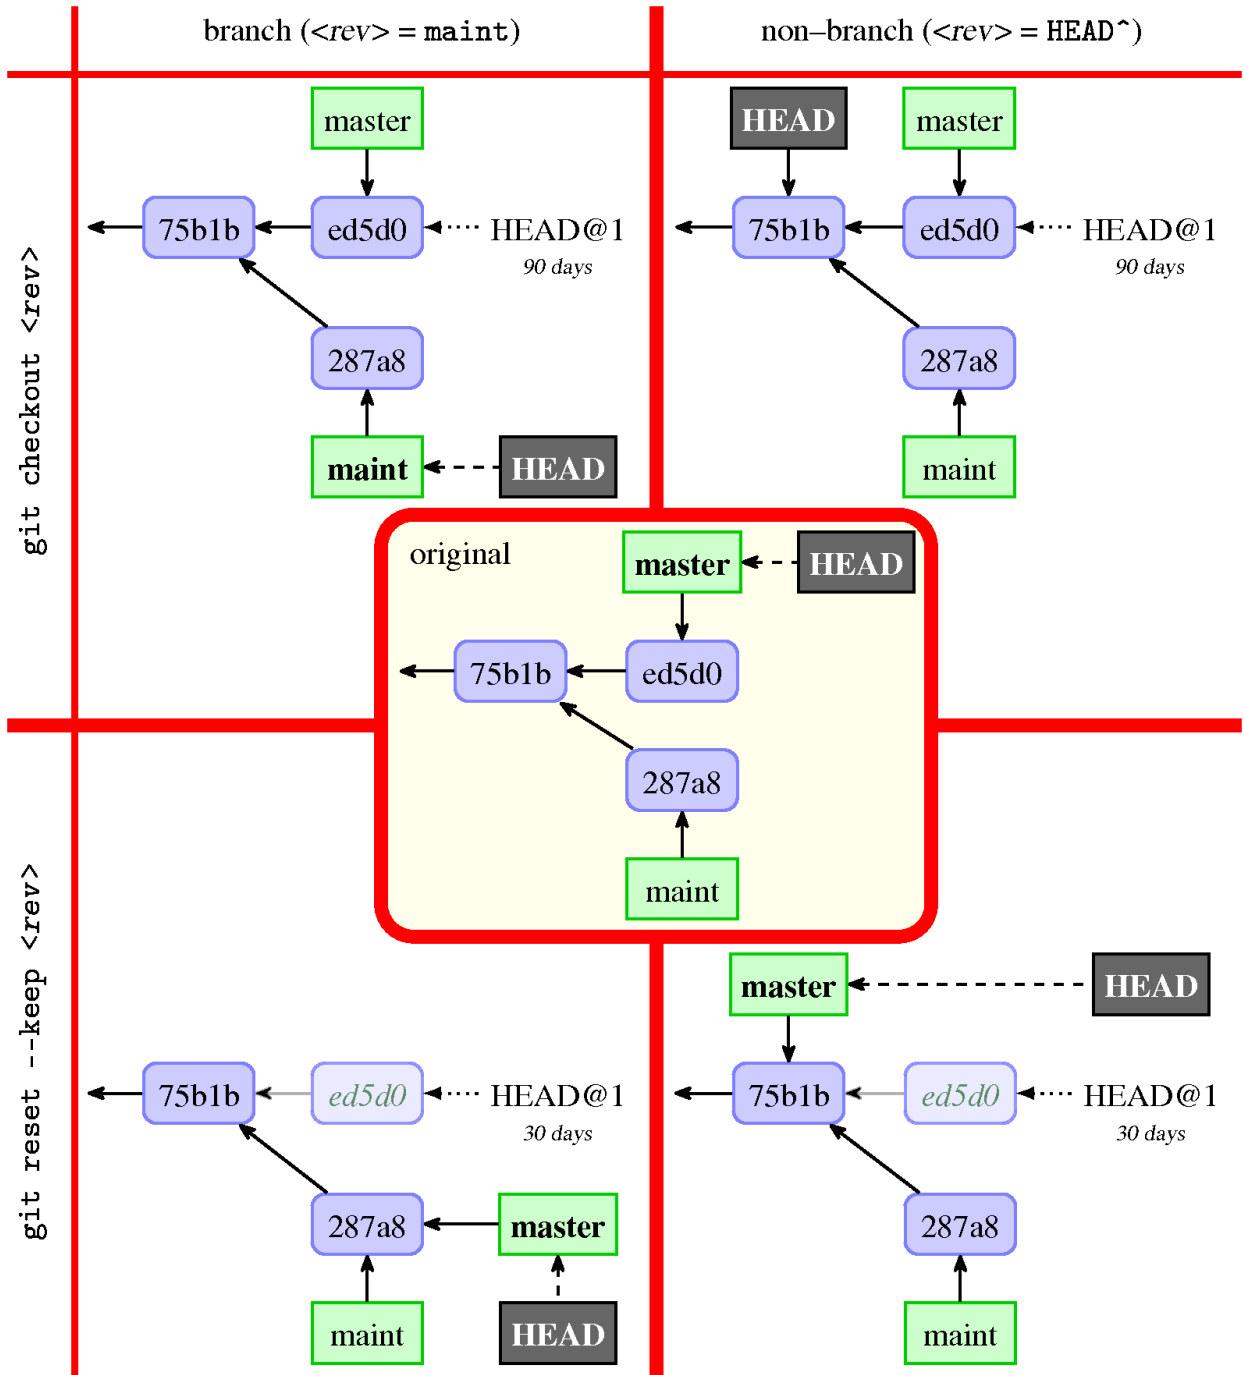 branch (<rev> = maint)
non–branch (<rev> = HEAD^)
git checkout <rev>
master
75b1b
ed5d0
HEAD@1
90 days
287a8
maint
HEAD
HEAD
master
75b1b
ed5d0
HEAD@1
90 days
287a8
maint
original
master
HEAD
75b1b
ed5d0
287a8
maint
git reset --keep <rev>
75b1b
ed5d0
HEAD@1
30 days
287a8
master
maint
HEAD
master
HEAD
75b1b
ed5d0
HEAD@1
30 days
287a8
maint